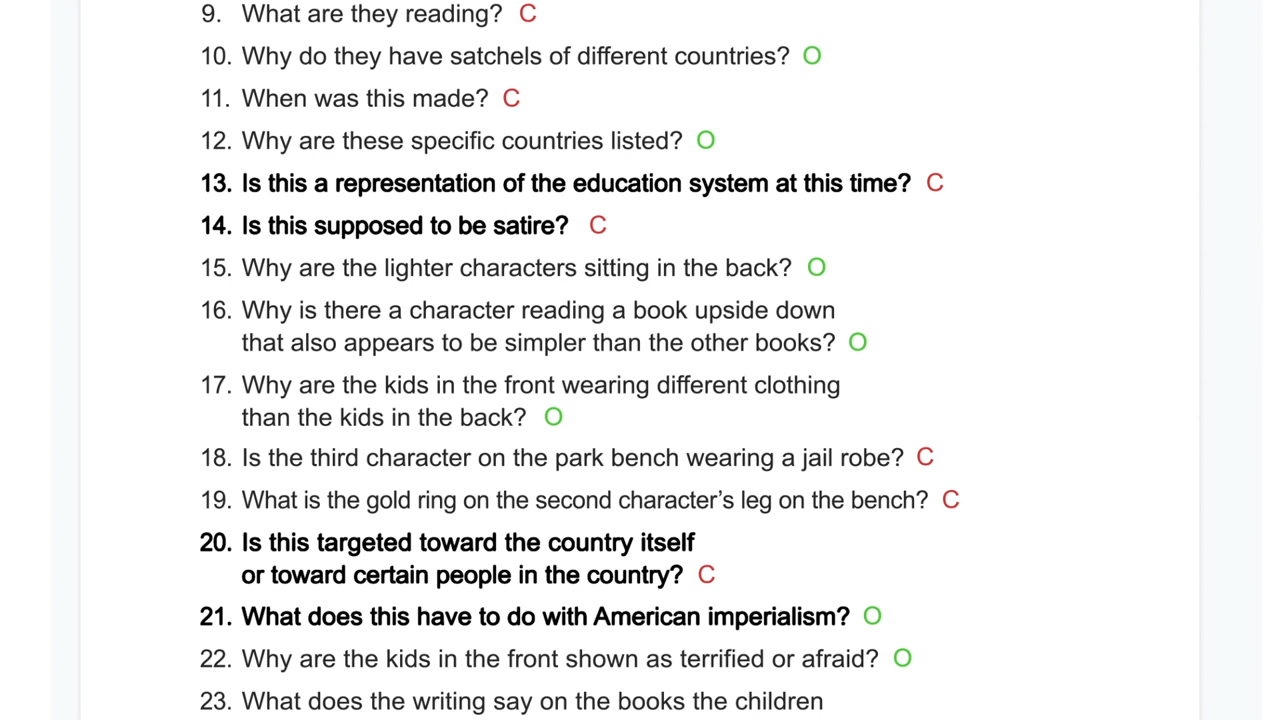 9. What are they reading? C
10. Why do they have satchels of different countries? O
11. When was this made? C
12. Why are these specific countries listed? O
13. Is this a representation of the education system at this time? C
14. Is this supposed to be satire? C
15. Why are the lighter characters sitting in the back? O
16. Why is there a character reading a book upside down
that also appears to be simpler than the other books? O
17. Why are the kids in the front wearing different clothing
than the kids in the back? O
18. Is the third character on the park bench wearing a jail robe? C
19. What is the gold ring on the second character’s leg on the bench? C
20. Is this targeted toward the country itself
or toward certain people in the country? C
21. What does this have to do with American imperialism? O
22. Why are the kids in the front shown as terrified or afraid? O
23. What does the writing say on the books the children